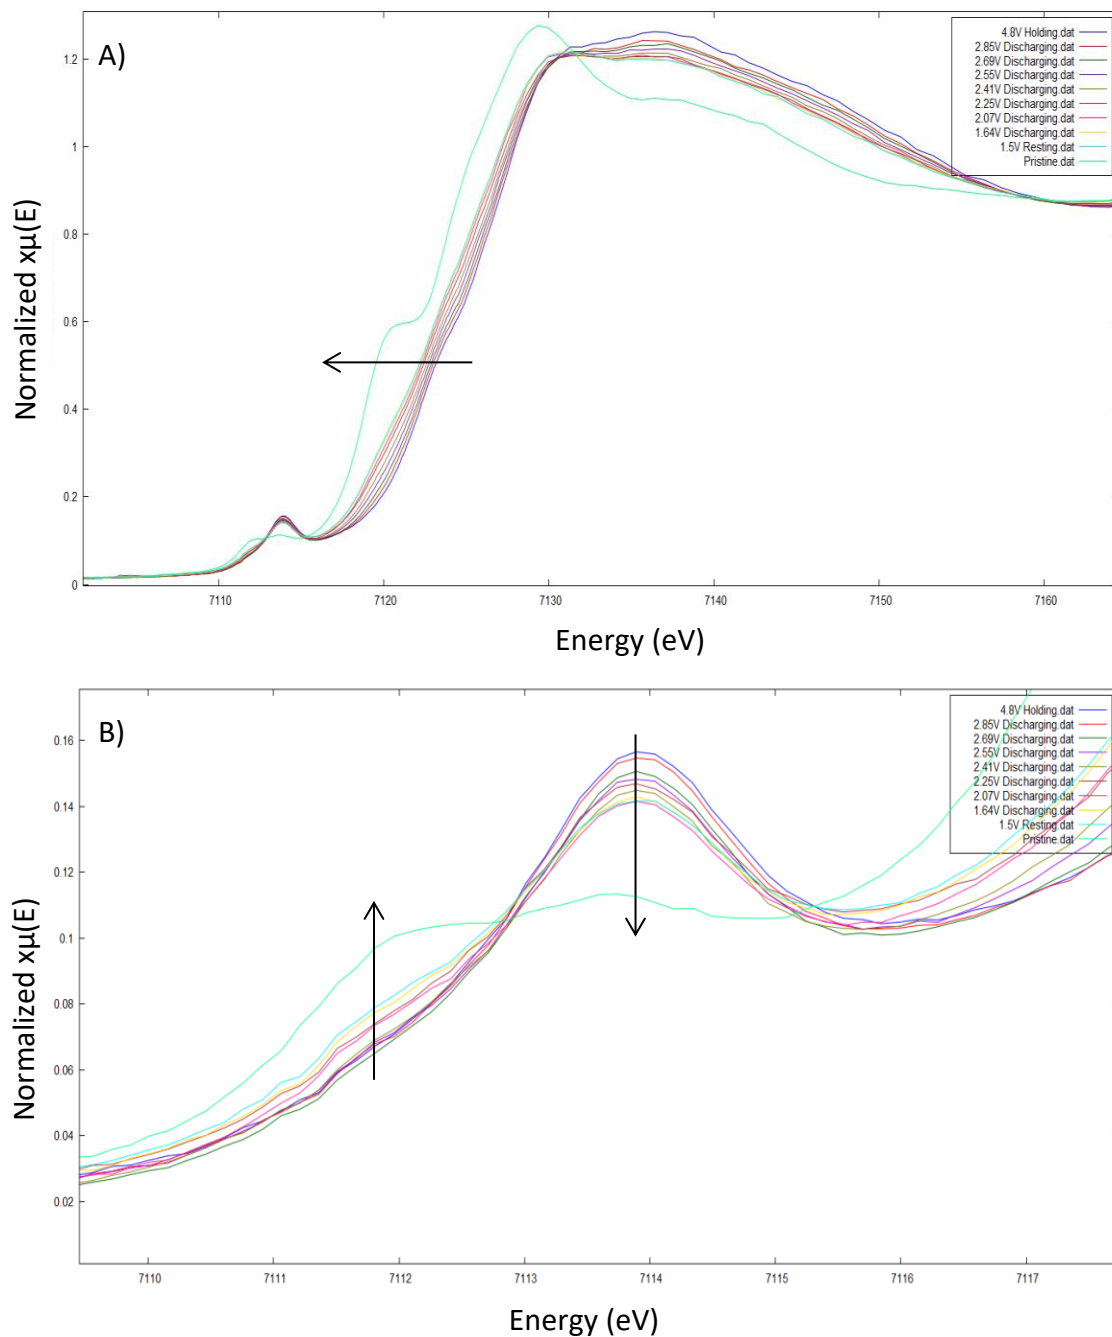 A)
4.8V Holding.dat
2.85V Discharging.dat
2.69V Discharging.dat
2.55V Discharging.dat
2.41V Discharging.dat
2.25V Discharging.dat
2.07V Discharging.dat
1.64V Discharging.dat
1.5V Resting.dat
Pristine.dat
Normalized xμ(E)
1.2
1
0.8
0.6
0.4
0.2
0
7110 7120 7130 7140 7150 7160
Energy (eV)
B)
4.8V Holding.dat
2.85V Discharging.dat
2.69V Discharging.dat
2.55V Discharging.dat
2.41V Discharging.dat
2.25V Discharging.dat
2.07V Discharging.dat
1.64V Discharging.dat
1.5V Resting.dat
Pristine.dat
Normalized xμ(E)
0.16
0.14
0.12
0.1
0.08
0.06
0.04
0.02
7110 7111 7112 7113 7114 7115 7116 7117
Energy (eV)